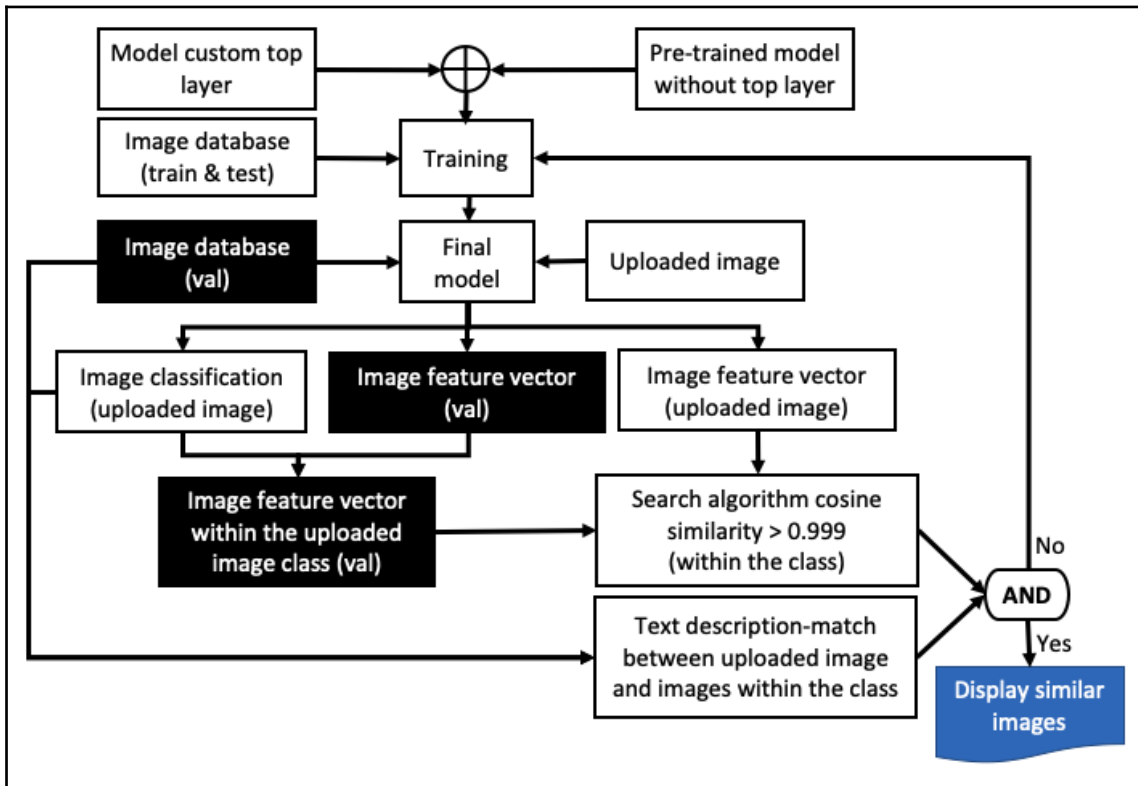 Model custom top
layer
Pre-trained model
without top layer
Image database
(train & test)
Training
Image database
(val)
Final
model
Uploaded image
Image classification
(uploaded image)
Image feature vector
(val)
Image feature vector
(uploaded image)
Image feature vector
within the uploaded
image class (val)
Search algorithm cosine
similarity > 0.999
(within the class)
No
AND
Yes
Text description-match
between uploaded image
and images within the class
Display similar
images